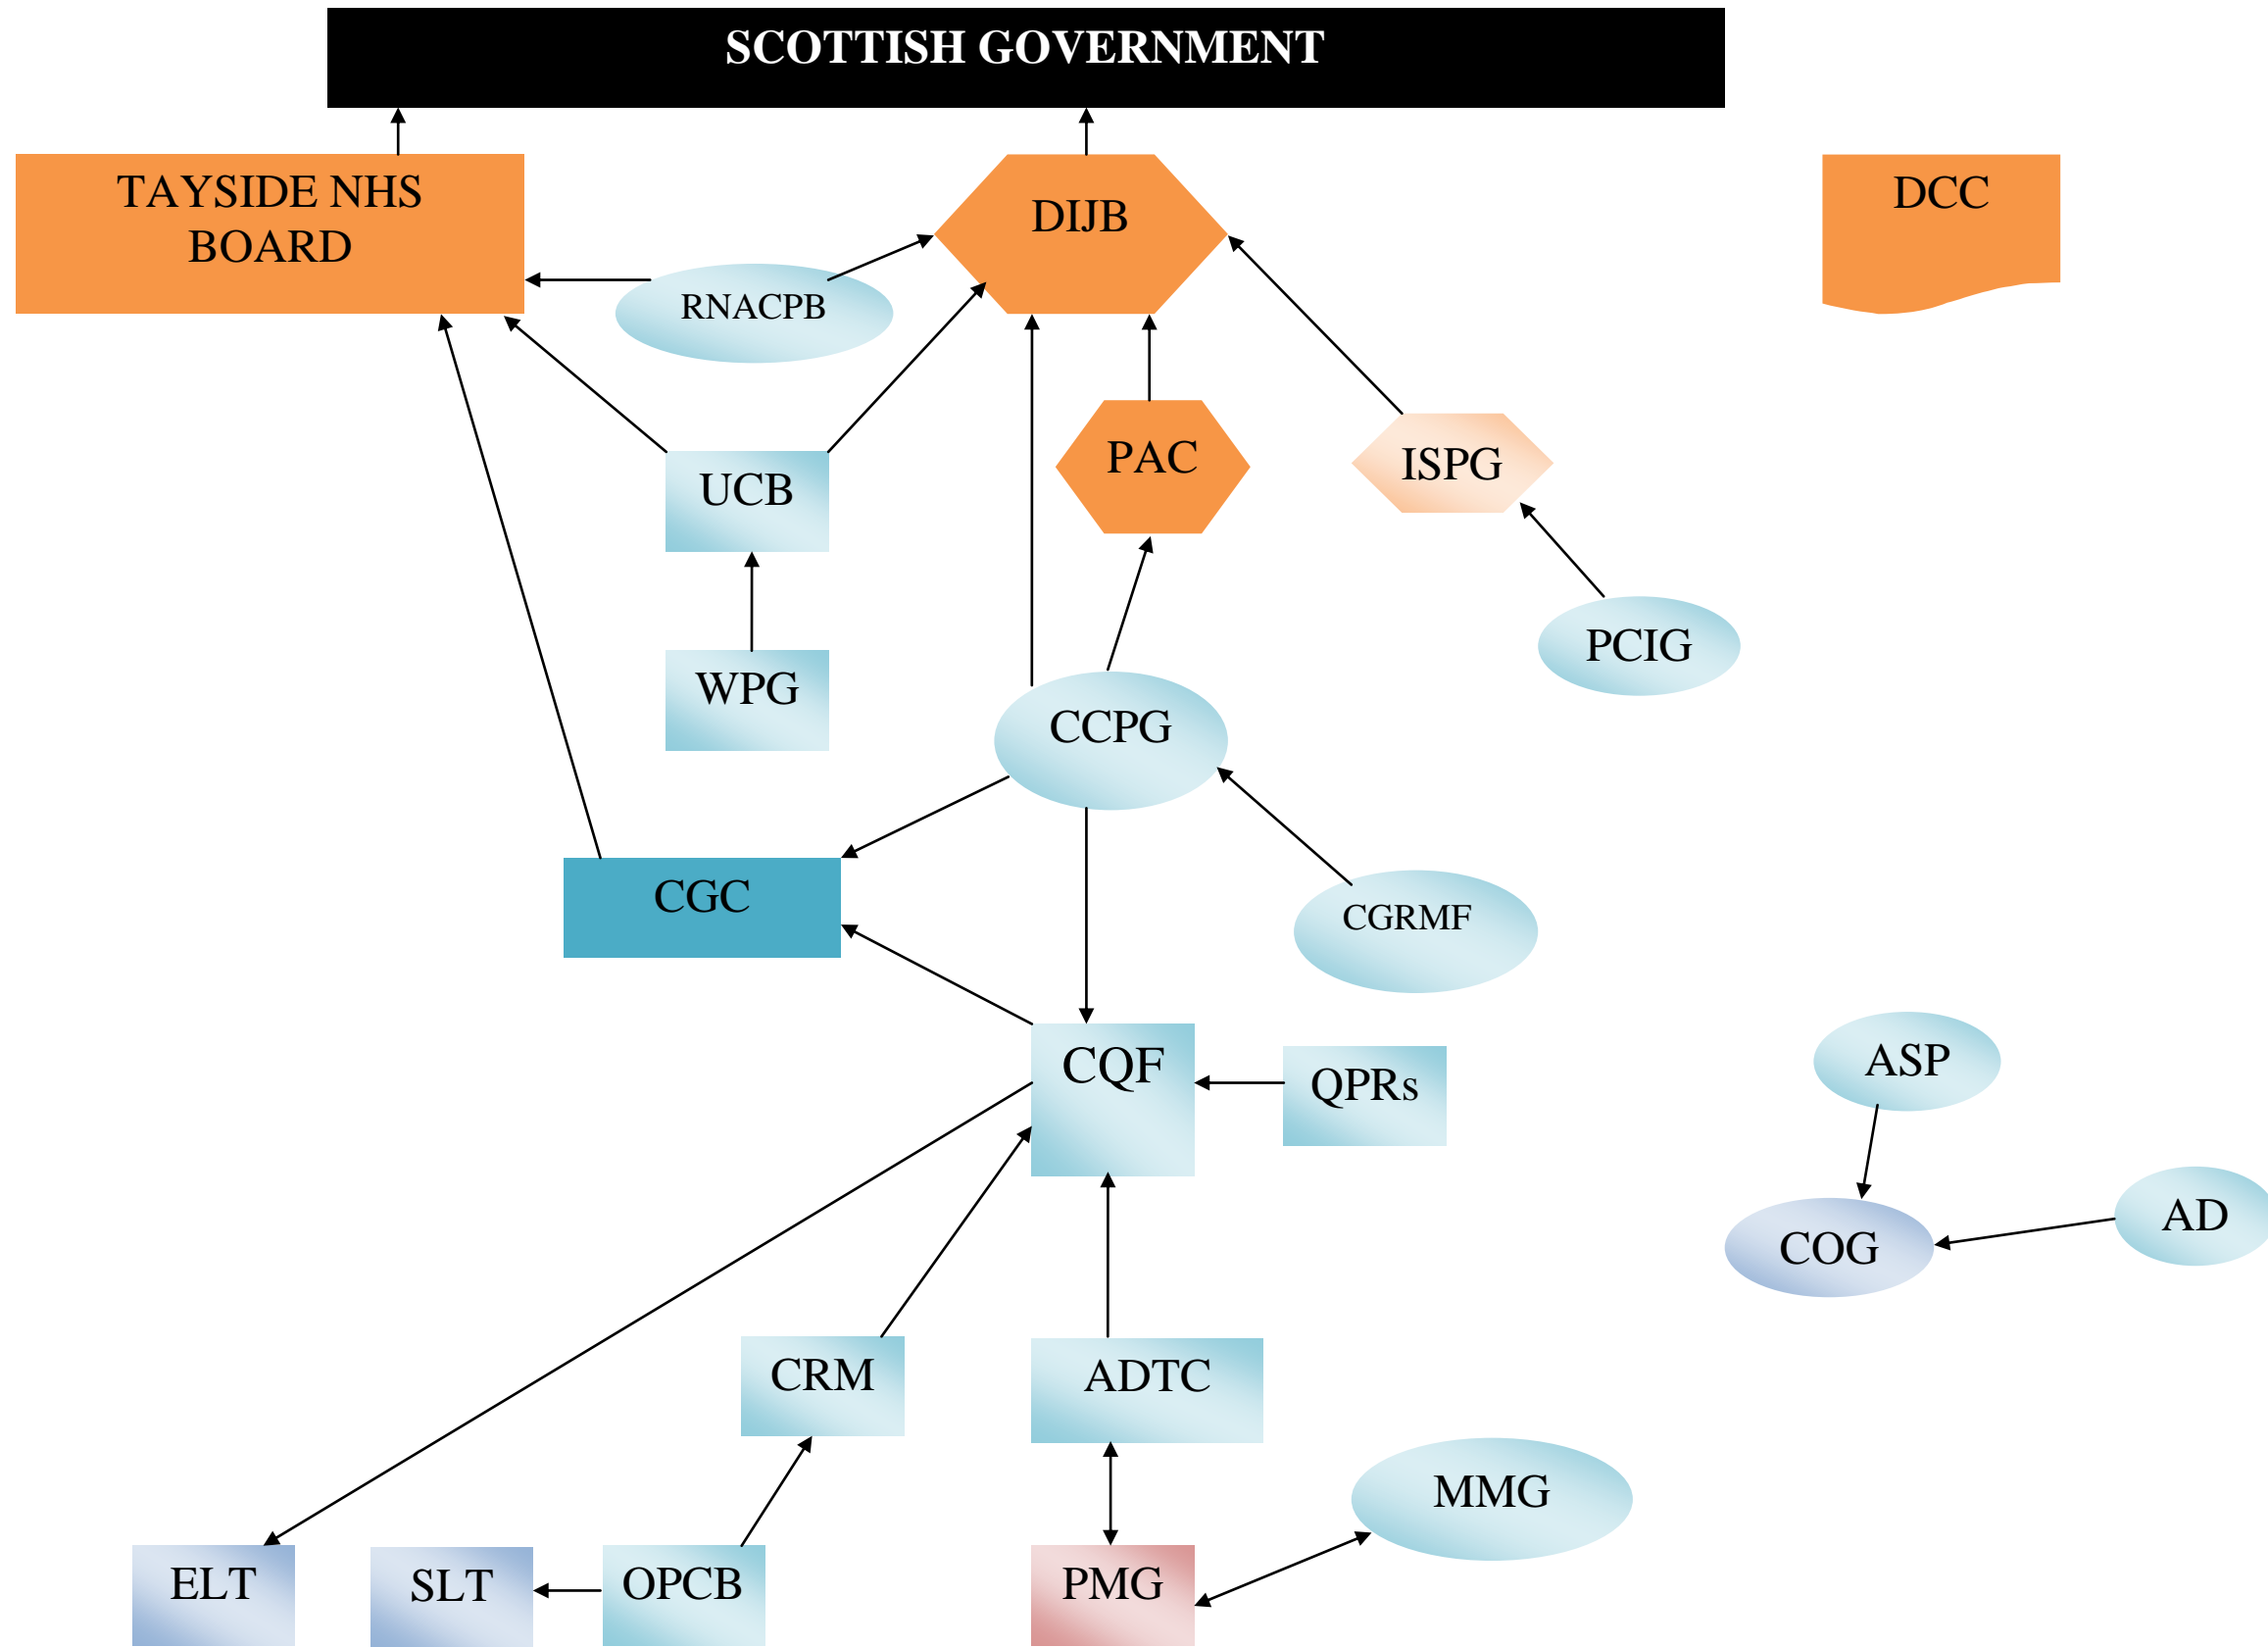 SCOTTISH GOVERNMENT
TAYSIDE NHS
BOARD
DIJB
DCC
RNACPB
PAC
ISPG
UCB
PCIG
WPG
CCPG
CGC
CGRMF
CQF
QPRs
ASP
AD
COG
CRM
ADTC
MMG
ELT
SLT
OPCB
PMG